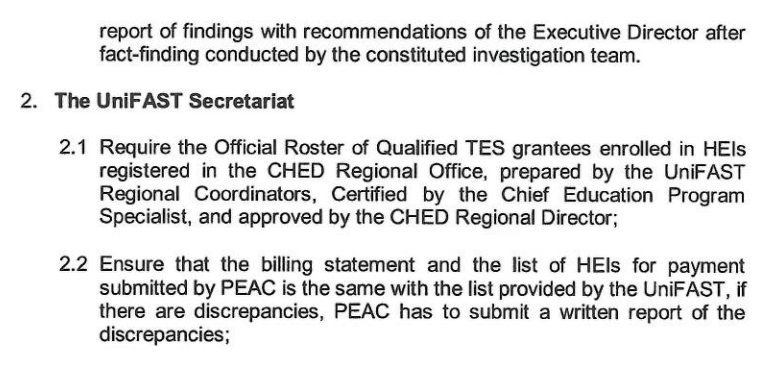 report of findings with recommendations of the Executive Director after
fact-finding conducted by the constituted investigation team.
2. The UniFAST Secretariat
2.1 Require the Official Roster of Qualified TES grantees enrolled in HEIs
registered in the CHED Regional Office, prepared by the UniFAST
Regional Coordinators, Certified by the Chief Education Program
Specialist, and approved by the CHED Regional Director;
2.2 Ensure that the billing statement and the list of HEIs for payment
submitted by PEAC is the same with the list provided by the UniFAST, if
there are discrepancies, PEAC has to submit a written report of the
discrepancies;